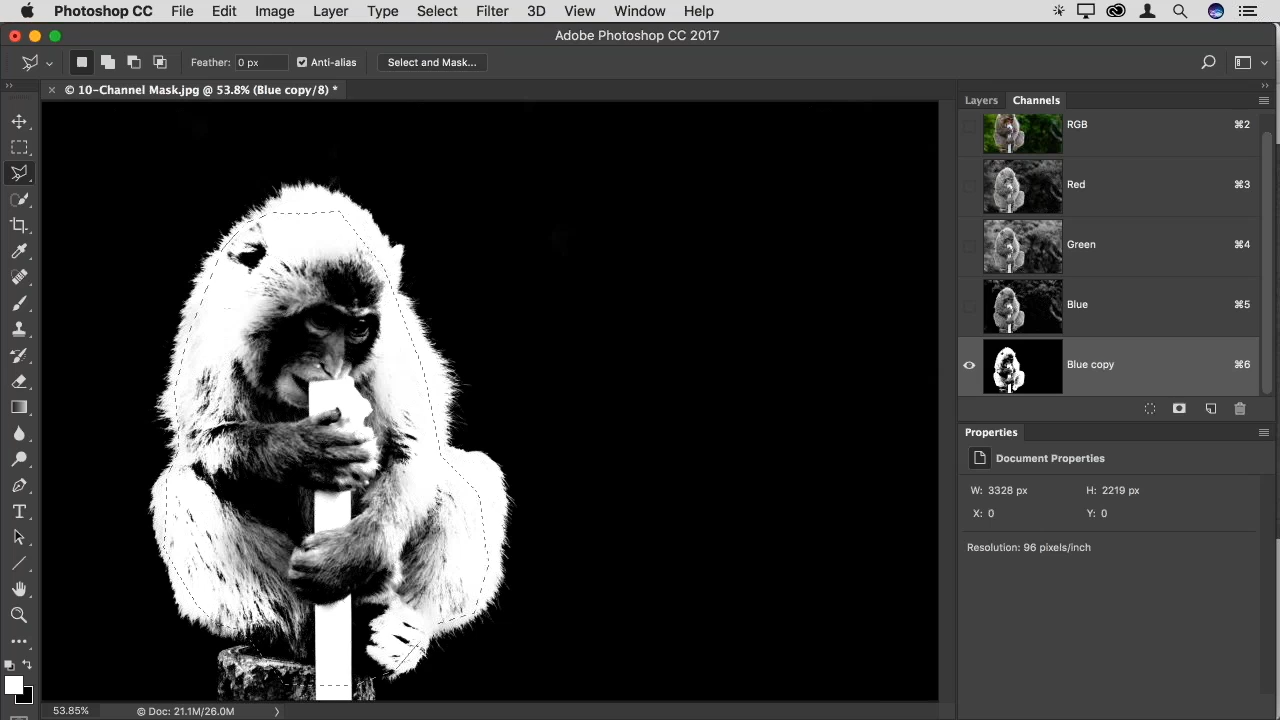 Photoshop CC File Edit Image Layer Type Select Filter 3D View Window Help
Adobe Photoshop CC 2017
Feather: 0 px Anti-alias Select and Mask...
© 10-Channel Mask.jpg @ 53.8% (Blue copy/8) *
Layers Channels
RGB ⌘2
Red ⌘3
Green ⌘4
Blue ⌘5
Blue copy ⌘6
Properties
Document Properties
W: 3328 px H: 2219 px
X: 0 Y: 0
Resolution: 96 pixels/inch
53.85% Doc: 21.1M/26.0M